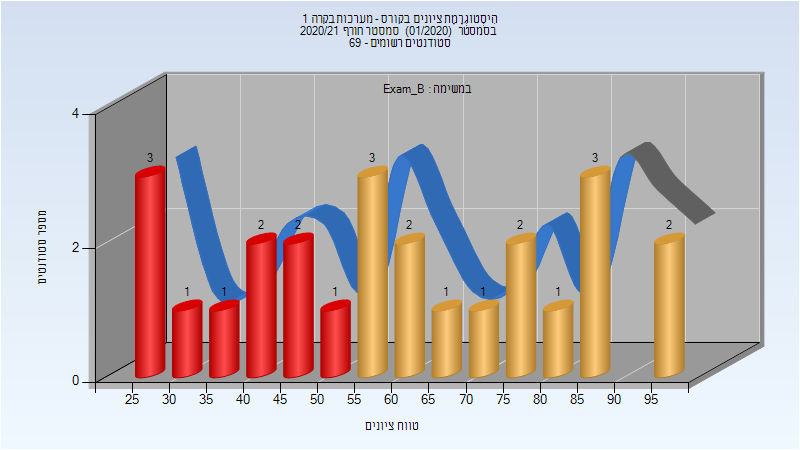 היסטוגרמת ציונים בקורס - מערכות בקרה 1
בסמסטר (01/2020) סמסטר חורף 2020/21
סטודנטים רשומים - 69
במשימה : Exam_B
מספר סטודנטים
4
2
0
3 1 1 2 2 1 3 2 1 1 2 1 3 2
25 30 35 40 45 50 55 60 65 70 75 80 85 90 95
טווח ציונים